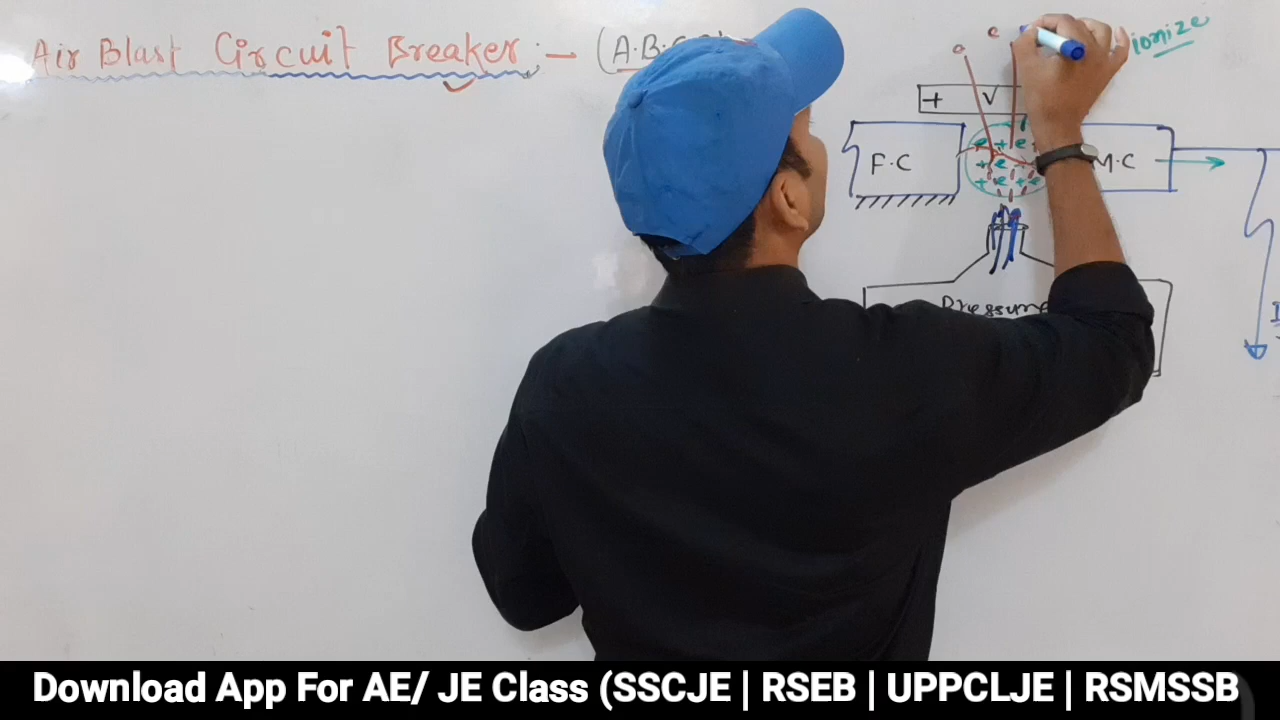 Air Blast Circuit Breaker :- (A.B.C
ionize
+ V
F.C
M.C
+ e
e
+ e
+ e
Pressure
Download App For AE/ JE Class (SSCJE | RSEB | UPPCLJE | RSMSSB